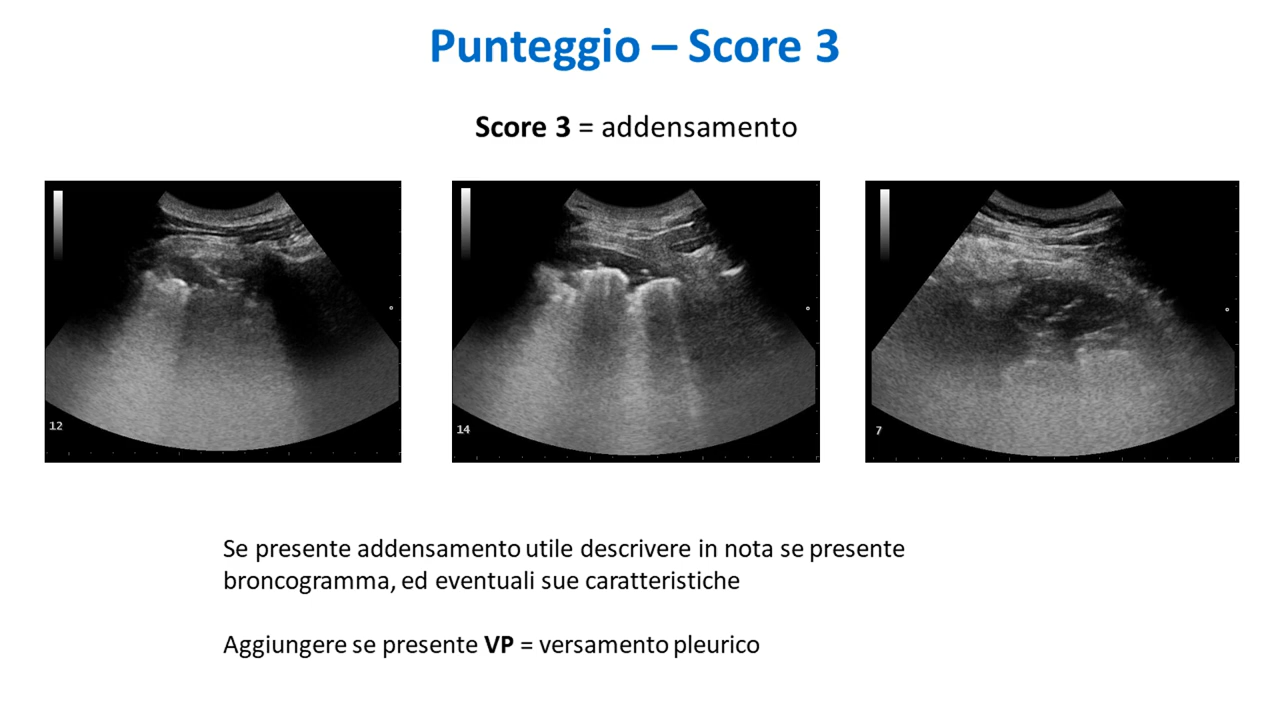 Punteggio – Score 3
Score 3 = addensamento
12
14
7
Se presente addensamento utile descrivere in nota se presente
broncogramma, ed eventuali sue caratteristiche
Aggiungere se presente VP = versamento pleurico